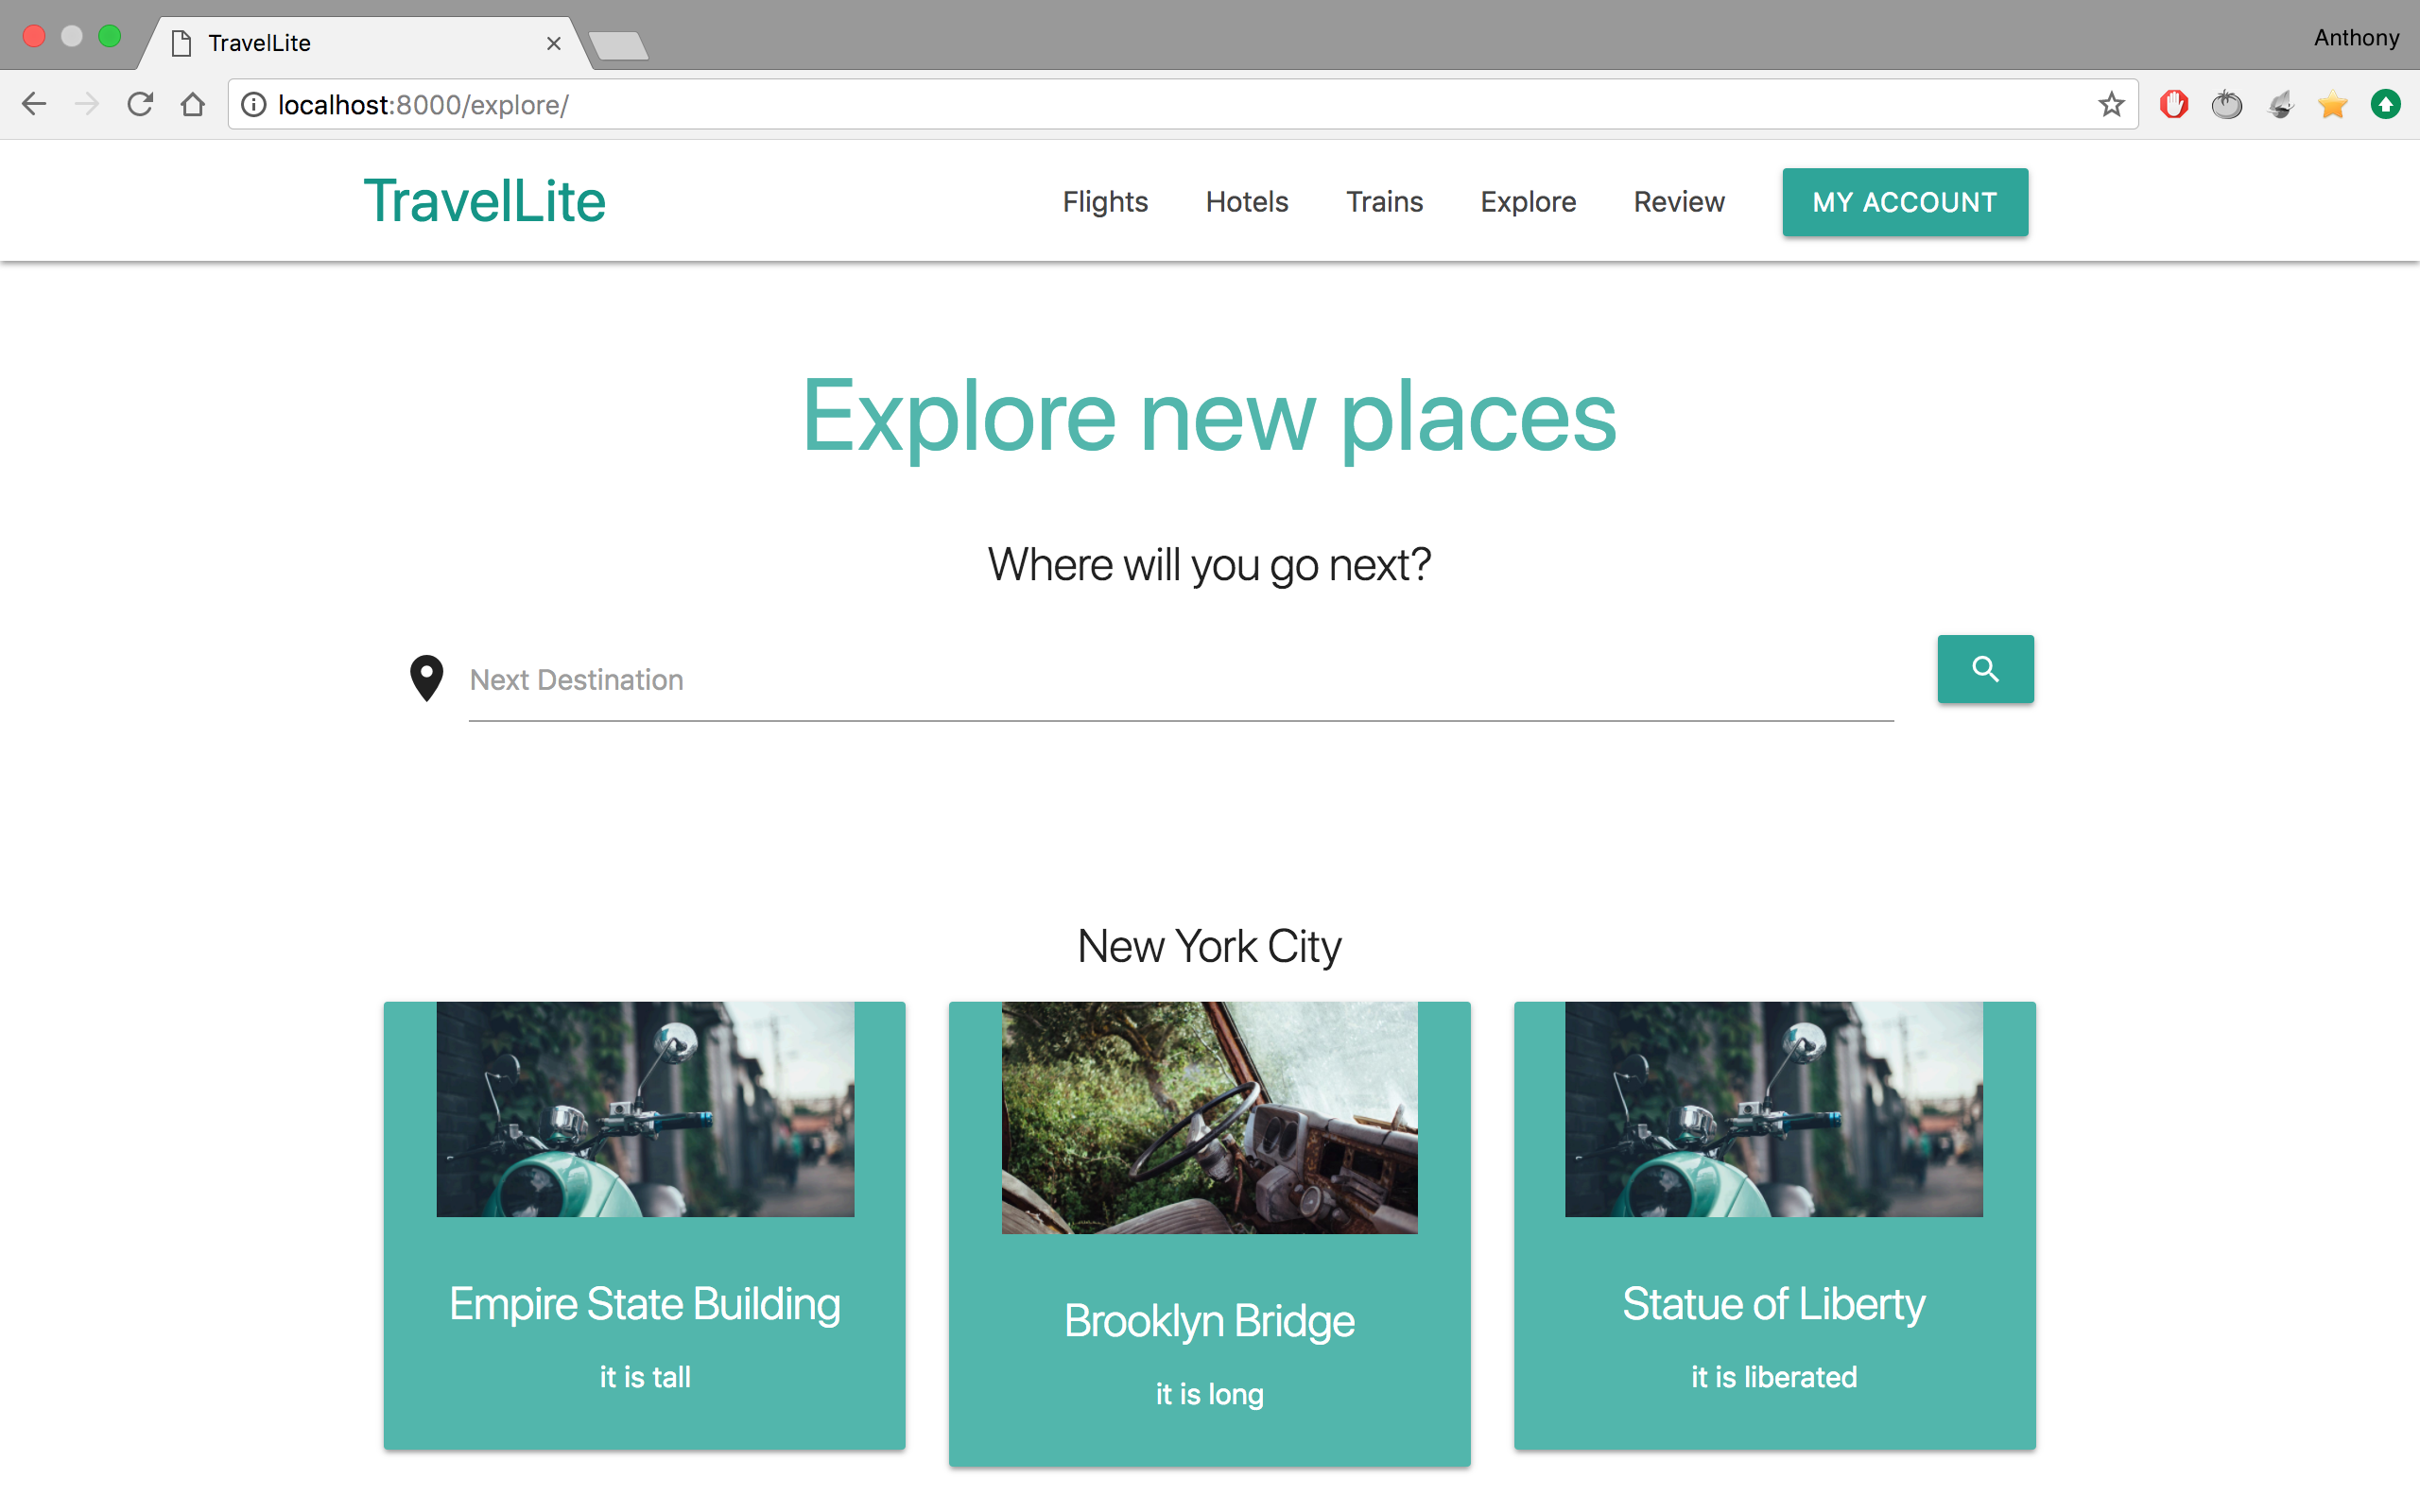 TravelLite
Anthony
localhost:8000/explore/
TravelLite
Flights
Hotels
Trains
Explore
Review
MY ACCOUNT
Explore new places
Where will you go next?
Next Destination
New York City
Empire State Building
it is tall
Brooklyn Bridge
it is long
Statue of Liberty
it is liberated